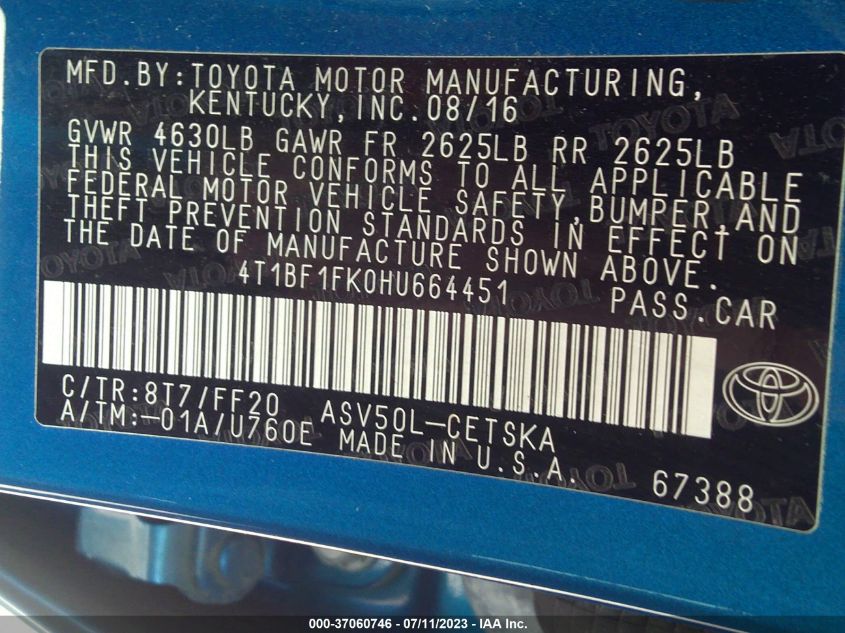 MFD.BY:TOYOTA MOTOR MANUFACTURING,
KENTUCKY,INC.08/16
GVWR 4630LB GAWR FR 2625LB RR 2625LB
THIS VEHICLE CONFORMS TO ALL APPLICABLE
FEDERAL MOTOR VEHICLE SAFETY,BUMPER,AND
THEFT PREVENTION STANDARDS IN EFFECT ON
THE DATE OF MANUFACTURE SHOWN ABOVE.
4T1BF1FK0HU664451 PASS.CAR
C/TR:8T7/FF20 ASV50L-CETSKA
A/TM:-01A/U760E MADE IN U.S.A.
67388
000-37060746 / 07/11/2023 - IAA Inc.